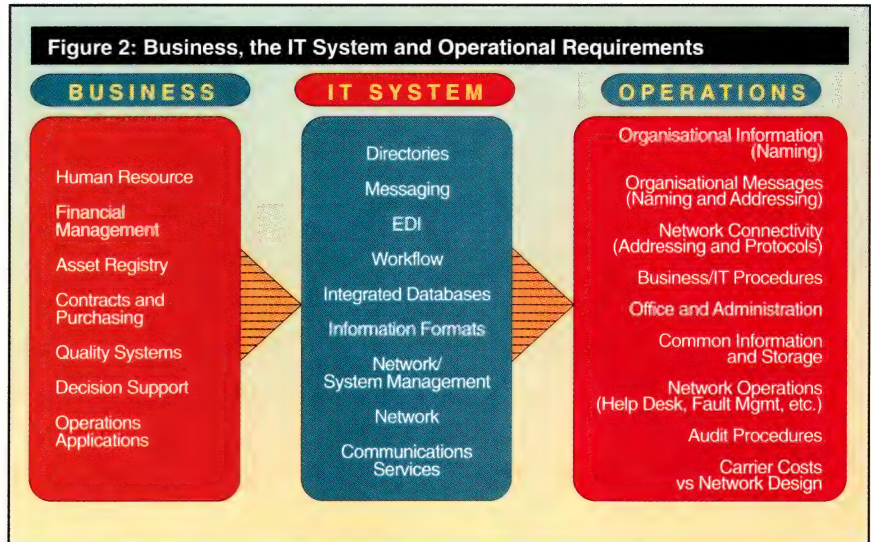 Figure 2: Business, the IT System and Operational Requirements
BUSINESS
Human Resource
Financial
Management
Asset Registry
Contracts and
Purchasing
Quality Systems
Decision Support
Operations
Applications
IT SYSTEM
Directories
Messaging
EDI
Workflow
Integrated Databases
Information Formats
Network/
System Management
Network
Communications
Services
OPERATIONS
Organisational Information
(Naming)
Organisational Messages
(Naming and Addressing)
Network Connectivity
(Addressing and Protocols)
Business/IT Procedures
Office and Administration
Common Information
and Storage
Network Operations
(Help Desk, Fault Mgmt, etc.)
Audit Procedures
Carrier Costs
vs Network Design